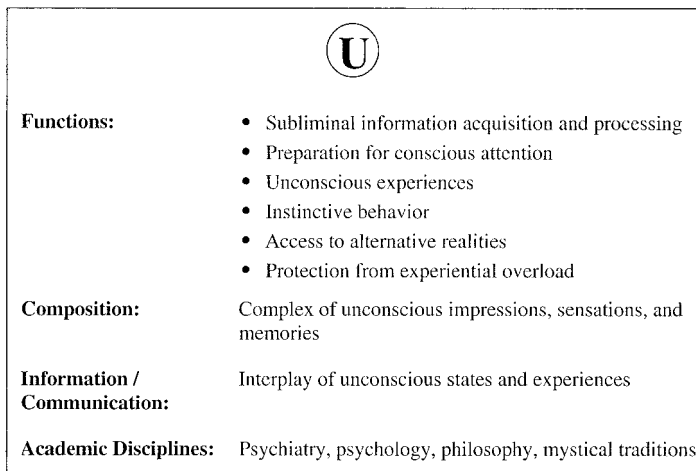 U
Functions: • Subliminal information acquisition and processing
• Preparation for conscious attention
• Unconscious experiences
• Instinctive behavior
• Access to alternative realities
• Protection from experiential overload
Composition: Complex of unconscious impressions, sensations, and
memories
Information / Interplay of unconscious states and experiences
Communication:
Academic Disciplines: Psychiatry, psychology, philosophy, mystical traditions